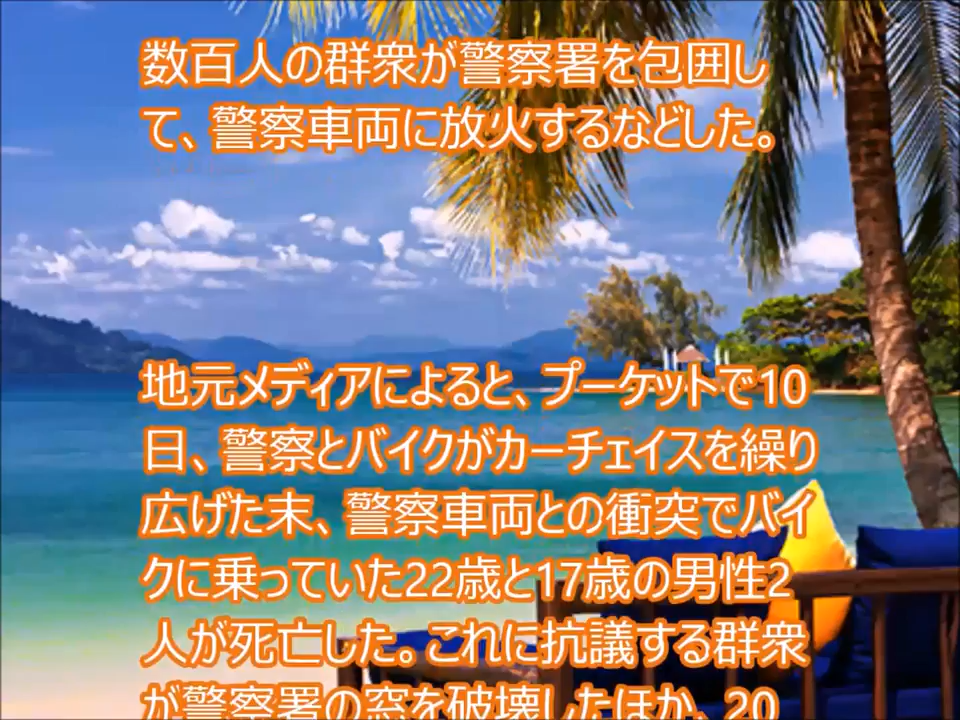 数百人の群衆が警察署を包囲し
て、警察車両に放火するなどした。
地元メディアによると、プーケットで10
日、警察とバイクがカーチェイスを繰り
広げた末、警察車両との衝突でバイ
クに乗っていた22歳と17歳の男性2
人が死亡した。これに抗議する群衆
が警察署の窓を破壊したほか、20